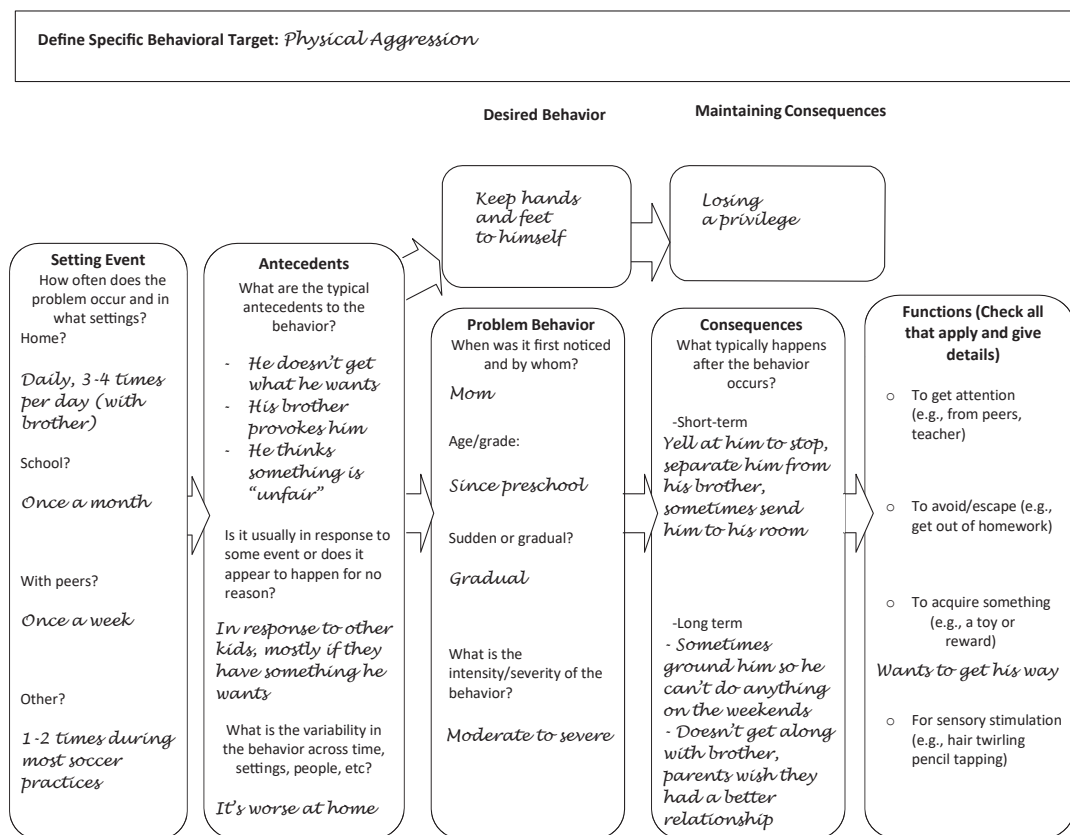 Define Specific Behavioral Target: Physical Aggression
Desired Behavior
Maintaining Consequences
Keep hands
and feet
to himself
Losing
a privilege
Setting Event
How often does the
problem occur and in
what settings?
Home?
Daily, 3-4 times
per day (with
brother)
School?
Once a month
With peers?
Once a week
Other?
1-2 times during
most soccer
practices
Antecedents
What are the typical
antecedents to the
behavior?
- He doesn't get
what he wants
- His brother
provokes him
- He thinks
something is
"unfair"
Is it usually in response to
some event or does it
appear to happen for no
reason?
In response to other
kids, mostly if they
have something he
wants
What is the variability in
the behavior across time,
settings, people, etc?
It's worse at home
Problem Behavior
When was it first noticed
and by whom?
Mom
Age/grade:
Since preschool
Sudden or gradual?
Gradual
What is the
intensity/severity of the
behavior?
Moderate to severe
Consequences
What typically happens
after the behavior
occurs?
-Short-term
Yell at him to stop,
separate him from
his brother,
sometimes send
him to his room
-Long term
- Sometimes
ground him so he
can't do anything
on the weekends
- Doesn't get along
with brother,
parents wish they
had a better
relationship
Functions (Check all
that apply and give
details)
o To get attention
(e.g., from peers,
teacher)
o To avoid/escape (e.g.,
get out of homework)
o To acquire something
(e.g., a toy or
reward)
Wants to get his way
o For sensory stimulation
(e.g., hair twirling
pencil tapping)